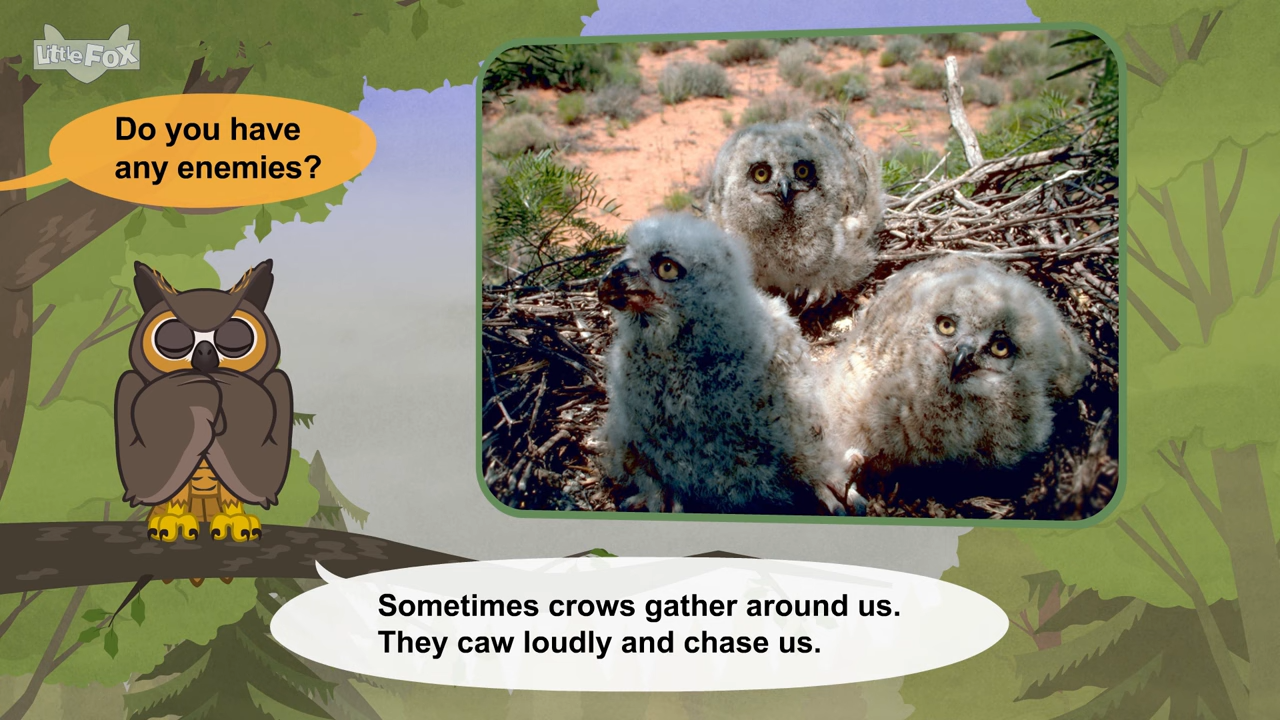 Little Fox
Do you have
any enemies?
Sometimes crows gather around us.
They caw loudly and chase us.